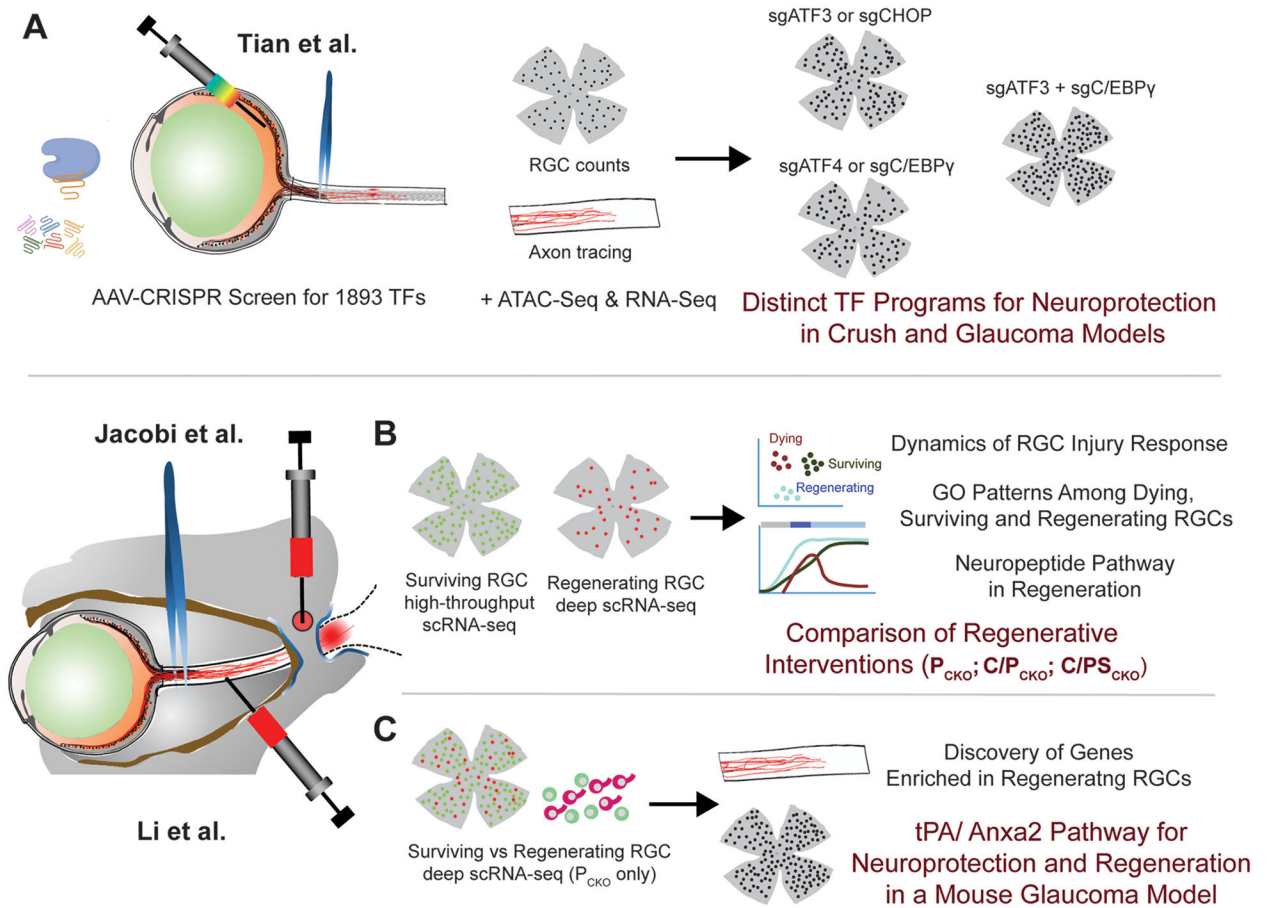 A
Tian et al.
AAV-CRISPR Screen for 1893 TFs
RGC counts
Axon tracing
+ ATAC-Seq & RNA-Seq
sgATF3 or sgCHOP
sgATF4 or sgC/EBPγ
sgATF3 + sgC/EBPγ
Distinct TF Programs for Neuroprotection
in Crush and Glaucoma Models
Jacobi et al.
Li et al.
B
Surviving RGC
high-throughput
scRNA-seq
Regenerating RGC
deep scRNA-seq
Dying
Surviving
Regenerating
Dynamics of RGC Injury Response
GO Patterns Among Dying,
Surviving and Regenerating RGCs
Neuropeptide Pathway
in Regeneration
Comparison of Regenerative
Interventions (PCKO; C/PCKO; C/PSCKO)
C
Surviving vs Regenerating RGC
deep scRNA-seq (PCKO only)
Discovery of Genes
Enriched in Regeneratng RGCs
tPA/ Anxa2 Pathway for
Neuroprotection and Regeneration
in a Mouse Glaucoma Model